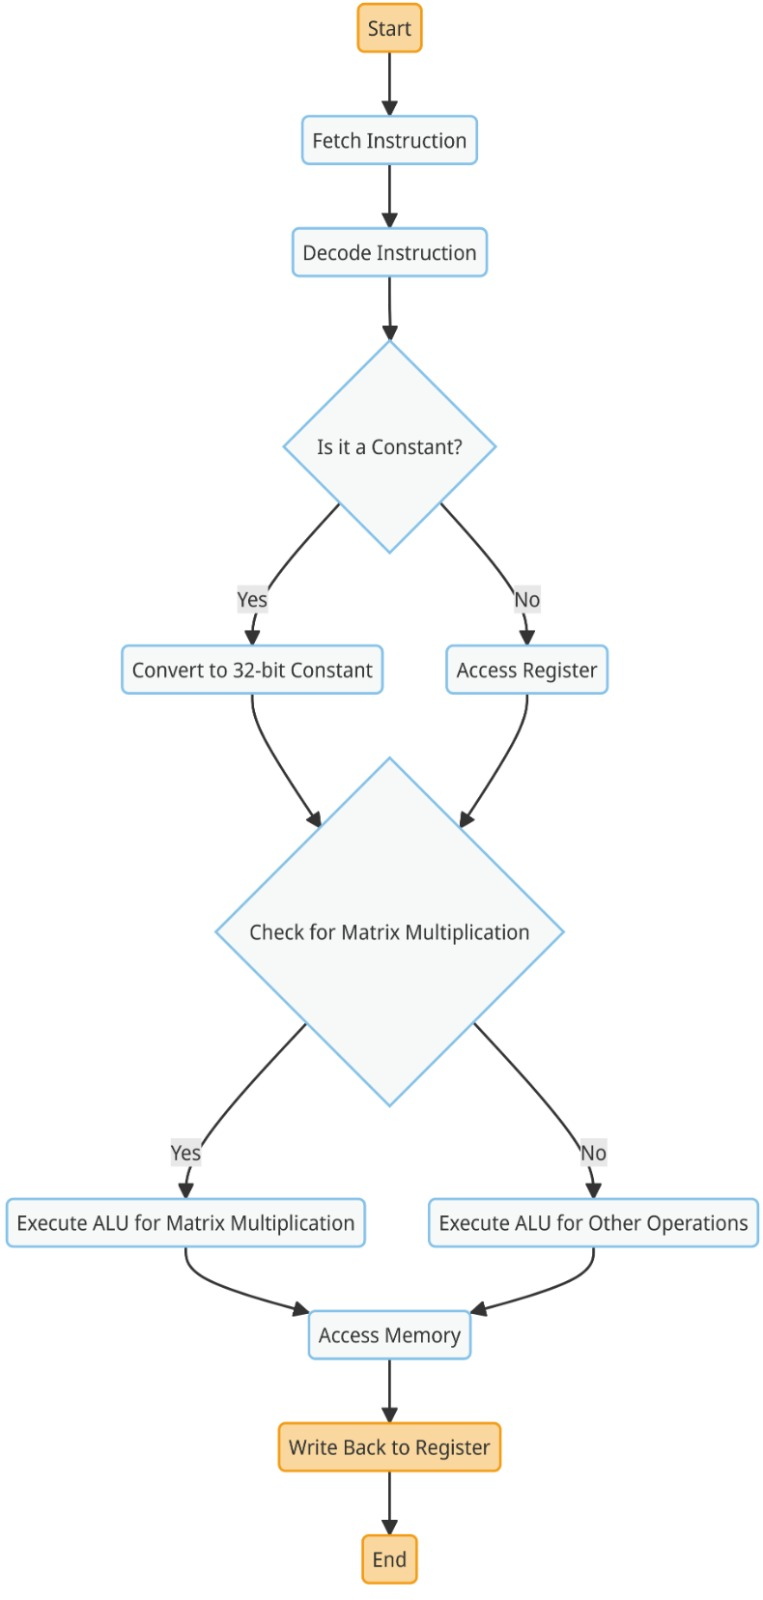 Start
Fetch Instruction
Decode Instruction
Is it a Constant?
Yes
No
Convert to 32-bit Constant
Access Register
Check for Matrix Multiplication
Yes
No
Execute ALU for Matrix Multiplication
Execute ALU for Other Operations
Access Memory
Write Back to Register
End